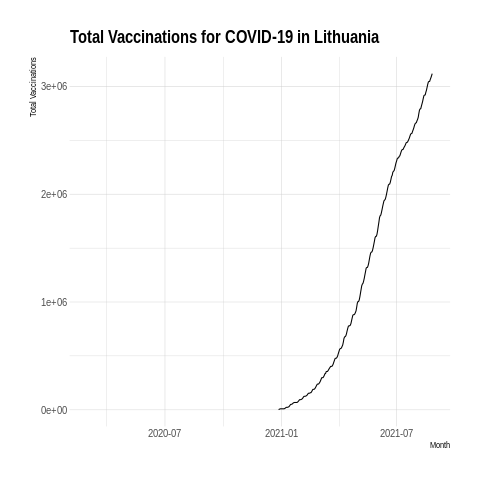 Total Vaccinations for COVID-19 in Lithuania
Total Vaccinations
3e+06
2e+06
1e+06
0e+00
2020-07
2021-01
2021-07
Month